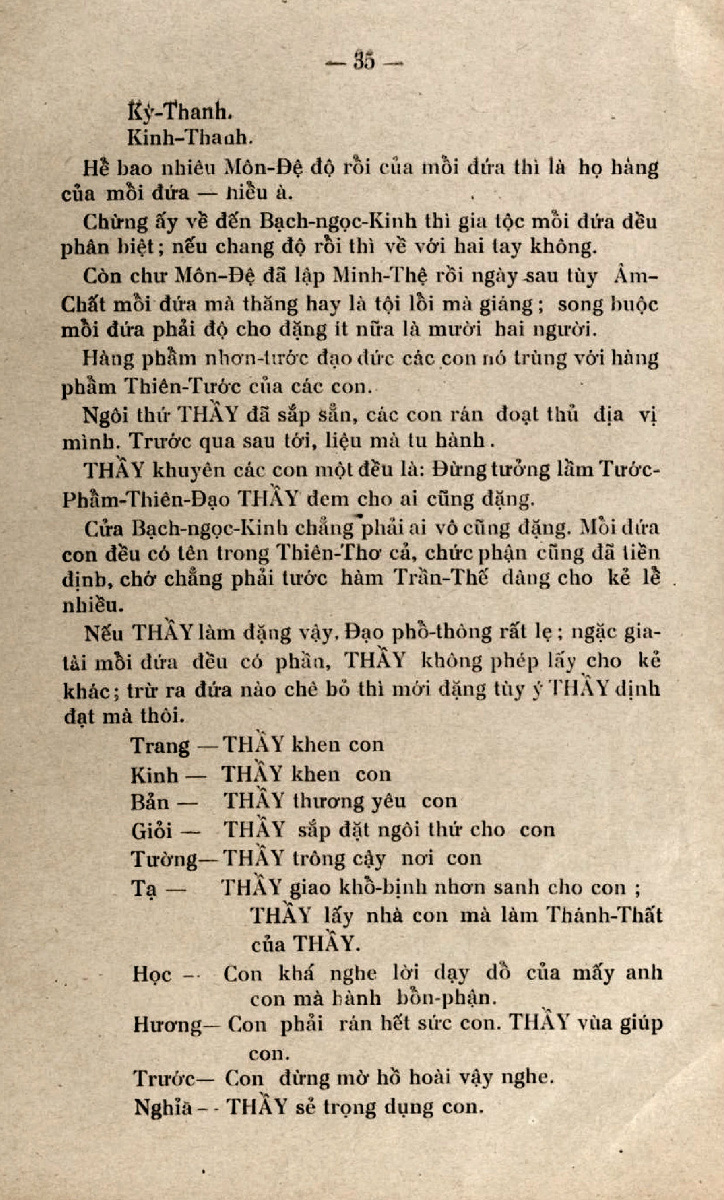 — 35 —
Kỳ-Thanh.
Kinh-Thanh.
Hễ bao nhiêu Môn-Đệ độ rồi của mỗi đứa thì là họ hàng
của mỗi đứa — hiểu à.
Chừng ấy về đến Bạch-ngọc-Kinh thì gia tộc mỗi đứa đều
phân biệt; nếu chang độ rồi thì về với hai tay không.
Còn chư Môn-Đệ đã lập Minh-Thệ rồi ngày sau tùy Âm-
Chất mỗi đứa mà thăng hay là tội lỗi mà giáng; song buộc
mỗi đứa phải độ cho đặng ít nữa là mười hai người.
Hàng phẩm nhơn-tước đạo đức các con nó trùng với hàng
phẩm Thiên-Tước của các con.
Ngôi thứ THẦY đã sắp sẳn, các con rán đoạt thủ địa vị
mình. Trước qua sau tới, liệu mà tu hành.
THẦY khuyên các con một đều là: Đừng tưởng lầm Tước-
Phẩm-Thiên-Đạo THẦY đem cho ai cũng đặng.
Cửa Bạch-ngọc-Kinh chẳng phải ai vô cũng đặng. Mỗi đứa
con đều có tên trong Thiên-Thơ cả, chức phận cũng đã tiền
định, chớ chẳng phải tước hàm Trần-Thế dâng cho kẻ lễ
nhiều.
Nếu THẦY làm đặng vậy, Đạo phổ-thông rất lẹ; ngặc gia-
tài mỗi đứa đều có phần, THẦY không phép lấy cho kẻ
khác; trừ ra đứa nào chê bỏ thì mới đặng tùy ý THẦY định
đạt mà thôi.
Trang — THẦY khen con
Kinh — THẦY khen con
Bản — THẦY thương yêu con
Giỏi — THẦY sắp đặt ngôi thứ cho con
Tường— THẦY trông cậy nơi con
Tạ — THẦY giao khổ-bịnh nhơn sanh cho con ;
THẦY lấy nhà con mà làm Thánh-Thất
của THẦY.
Học — Con khá nghe lời dạy dỗ của mấy anh
con mà hành bổn-phận.
Hương— Con phải rán hết sức con. THẦY vùa giúp
con.
Trước— Con đừng mờ hồ hoài vậy nghe.
Nghĩa -- THẦY sẻ trọng dụng con.